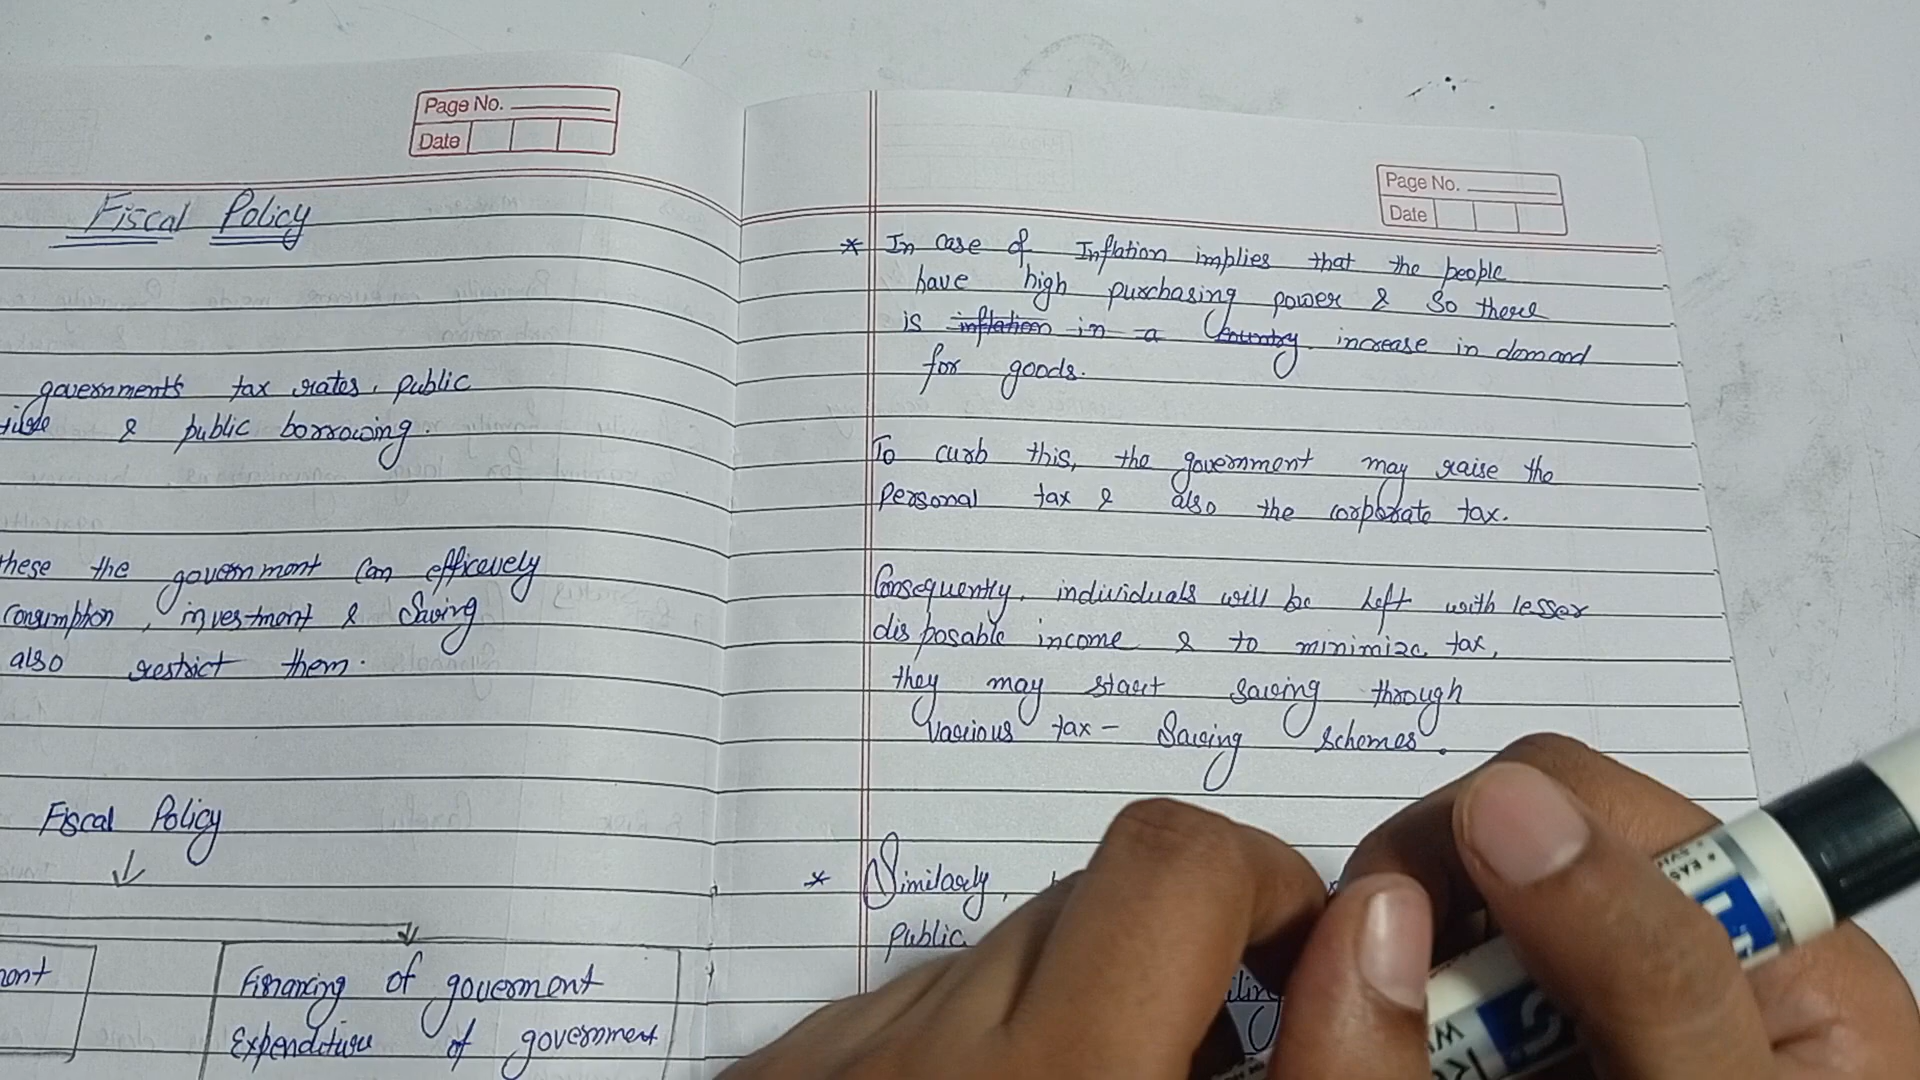 Page No.
Date
Fiscal Policy
government's tax rates, public
& public borrowing.
these the government can efficevely
consumption, investment & Saving
also restrict them.
Fiscal Policy
Financing of government
Expenditure of government
Page No.
Date
* In case of Inflation implies that the people
have high purchasing power & so there
is inflation in a Country increase in demand
for goods.
To curb this, the government may raise the
Personal tax & also the corporate tax.
Consequently, individuals will be left with lesser
disposable income & to minimize tax,
they may start saving through
various tax - Saving schemes.
* Similarly,
Public